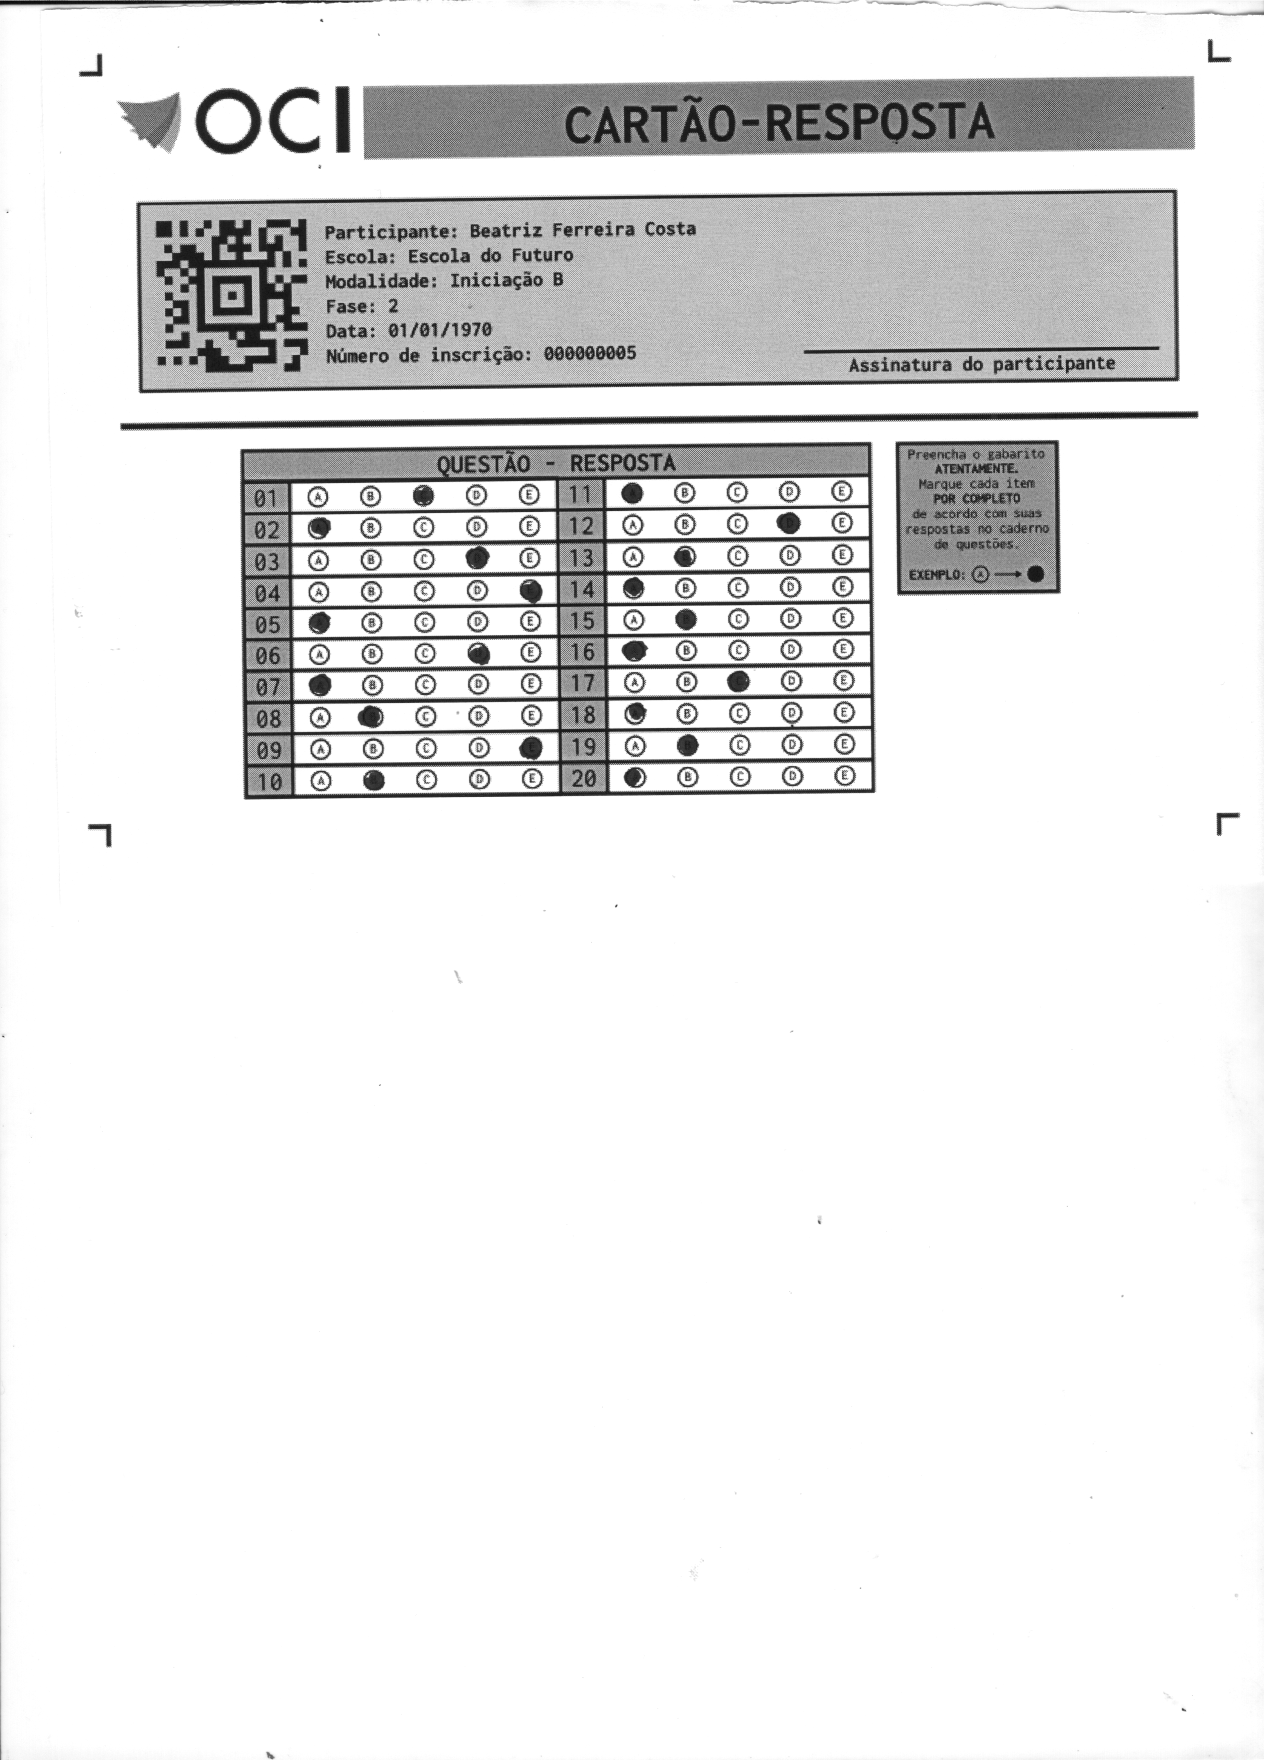 OCI CARTÃO-RESPOSTA
Participante: Beatriz Ferreira Costa
Escola: Escola do Futuro
Modalidade: Iniciação B
Fase: 2
Data: 01/01/1970
Número de inscrição: 000000005
Assinatura do participante
QUESTÃO - RESPOSTA
01 A B D E 11 B C D E
02 B C D E 12 A B C E
03 A B C E 13 A C D E
04 A B C D 14 B C D E
05 B C D E 15 A C D E
06 A B C E 16 B C D E
07 B C D E 17 A B D E
08 A C D E 18 A B C D E
09 A B C D 19 A C D E
10 A C D E 20 B C D E
Preencha o gabarito
ATENTAMENTE.
Marque cada item
POR COMPLETO
de acordo com suas
respostas no caderno
de questões.
EXEMPLO: A